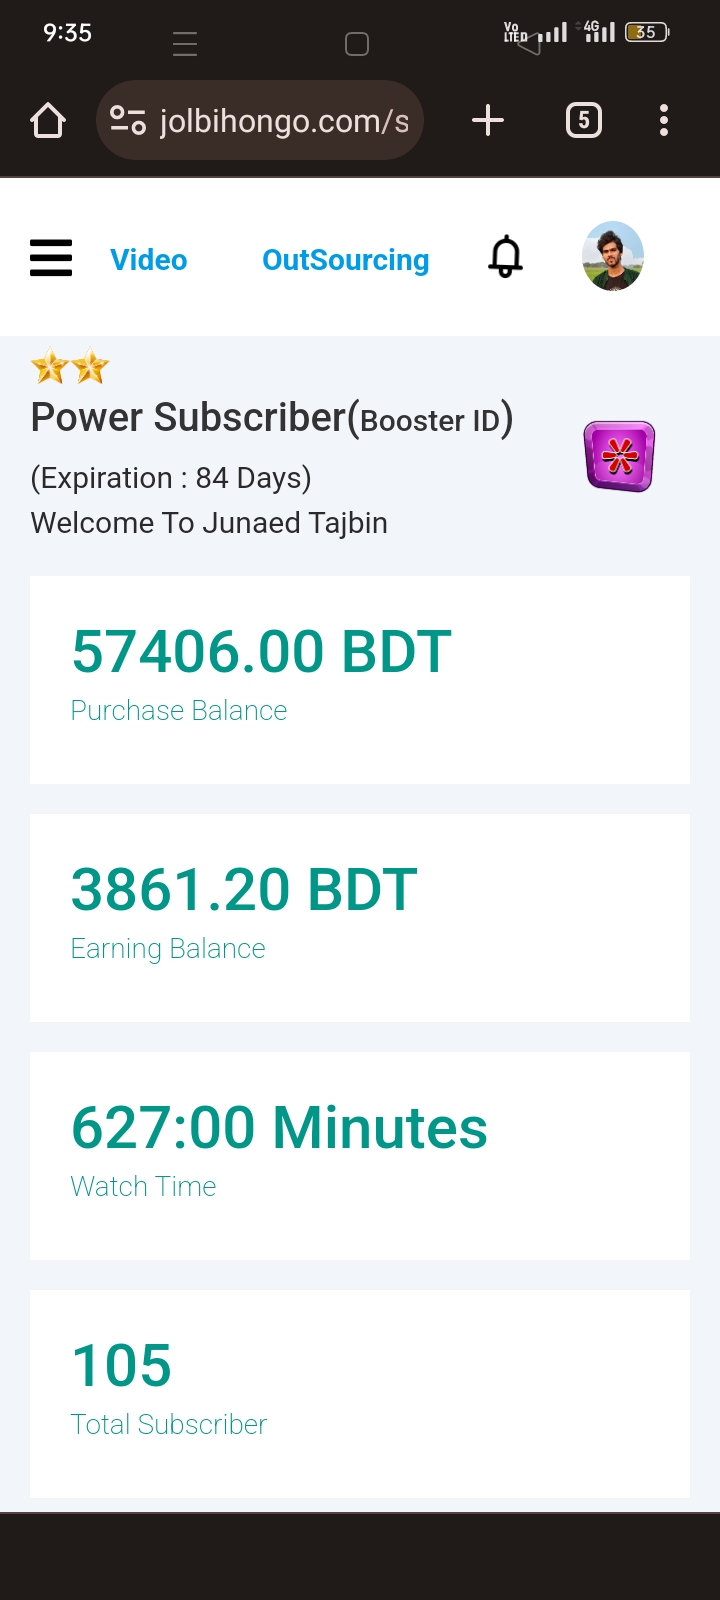 9:35
Vo
LTE
4G
35
jolbihongo.com/s
5
Video
OutSourcing
Power Subscriber(Booster ID)
(Expiration : 84 Days)
Welcome To Junaed Tajbin
57406.00 BDT
Purchase Balance
3861.20 BDT
Earning Balance
627:00 Minutes
Watch Time
105
Total Subscriber